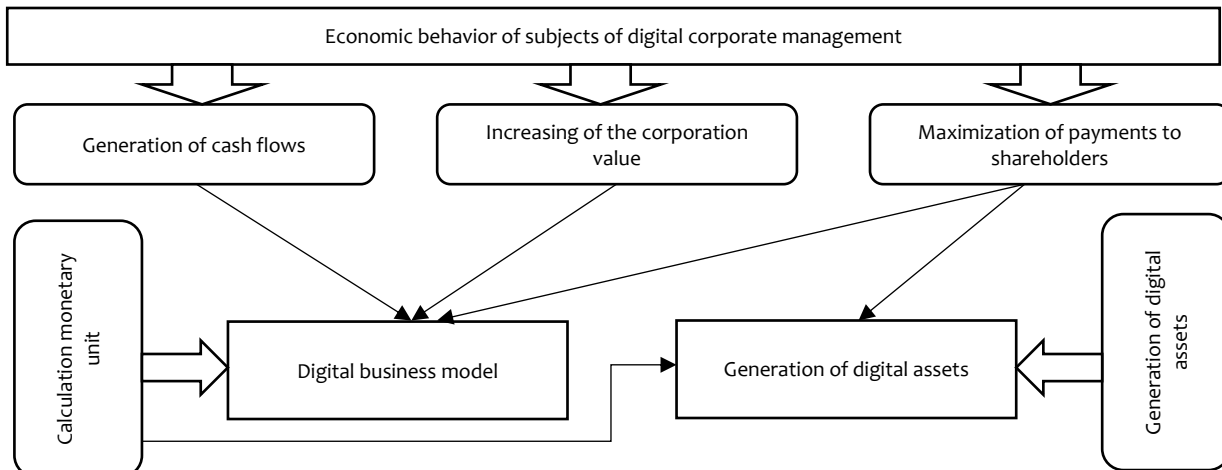 Economic behavior of subjects of digital corporate management
Generation of cash flows
Increasing of the corporation
value
Maximization of payments to
shareholders
Calculation monetary
unit
Digital business model
Generation of digital assets
Generation of digital
assets